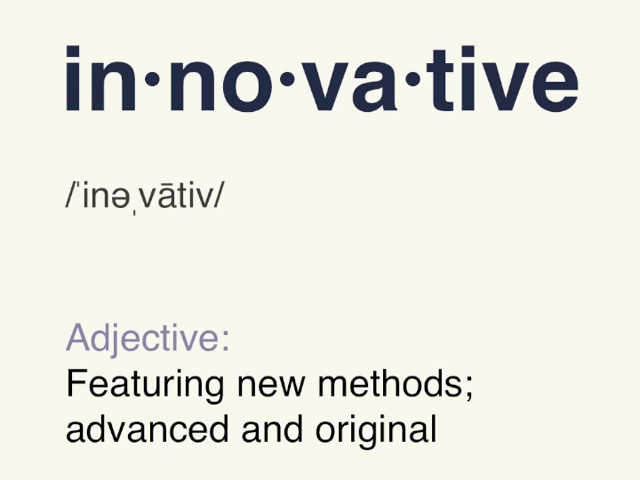 in·no·va·tive
/ˈinəˌvātiv/
Adjective:
Featuring new methods;
advanced and original